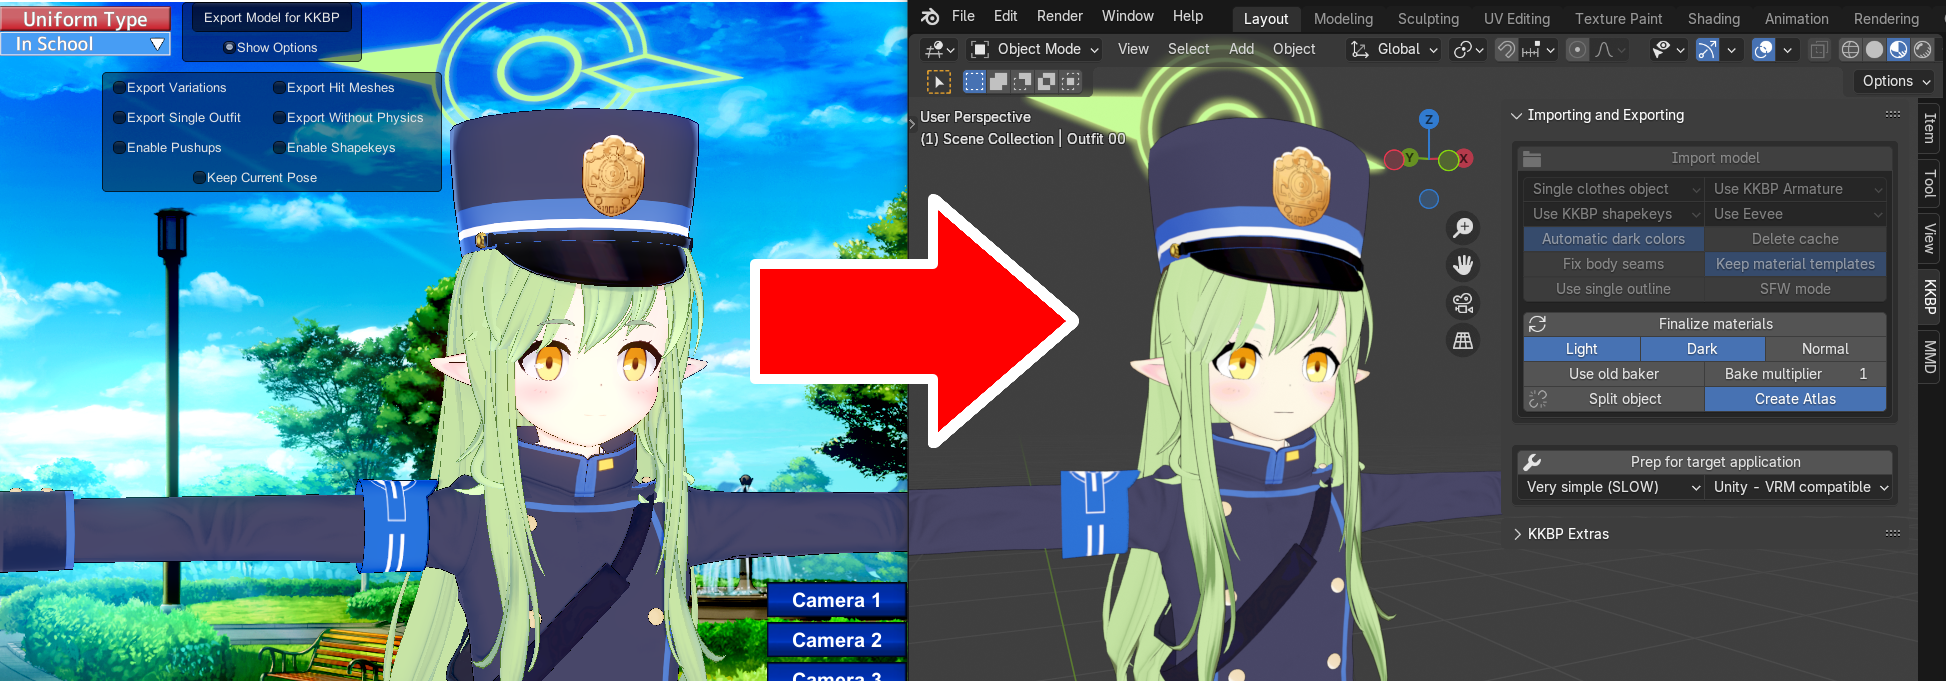 Uniform Type
In School
Export Model for KKBP
Show Options
Export Variations
Export Hit Meshes
Export Single Outfit
Export Without Physics
Enable Pushups
Enable Shapekeys
Keep Current Pose
Camera 1
Camera 2
Camera 3
File Edit Render Window Help
Layout Modeling Sculpting UV Editing Texture Paint Shading Animation Rendering
Object Mode View Select Add Object Global
Options
User Perspective
(1) Scene Collection | Outfit 00
Z
Y
X
Importing and Exporting
Import model
Single clothes object Use KKBP Armature
Use KKBP shapekeys Use Eevee
Automatic dark colors Delete cache
Fix body seams Keep material templates
Use single outline SFW mode
Finalize materials
Light Dark Normal
Use old baker Bake multiplier 1
Split object Create Atlas
Prep for target application
Very simple (SLOW) Unity - VRM compatible
KKBP Extras
Item
Tool
View
KKBP
MMD